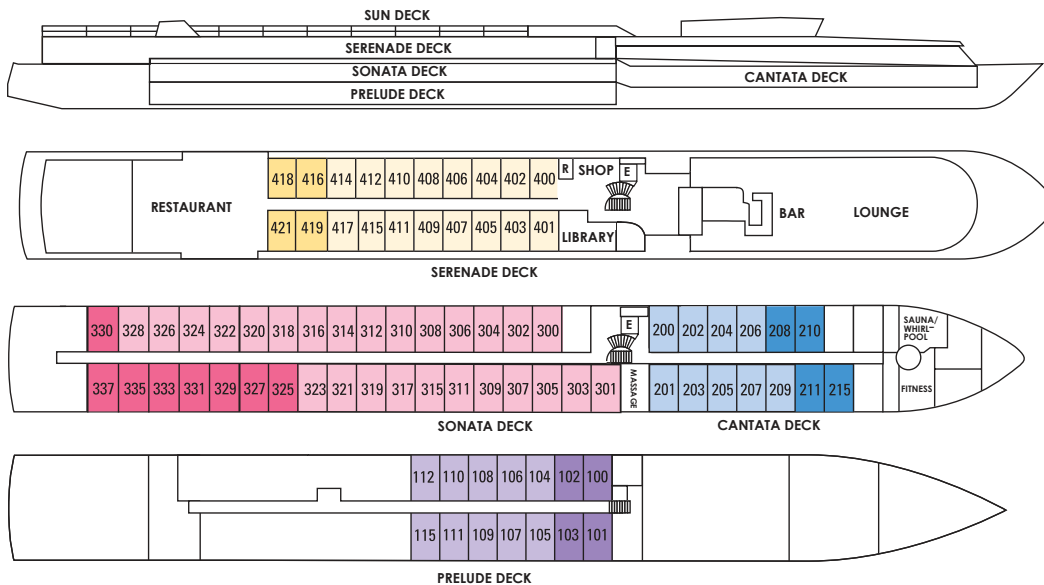 SUN DECK
SERENADE DECK
SONATA DECK
CANTATA DECK
PRELUDE DECK
418 416 414 412 410 408 406 404 402 400 R SHOP E
RESTAURANT
BAR LOUNGE
421 419 417 415 411 409 407 405 403 401 LIBRARY
SERENADE DECK
330 328 326 324 322 320 318 316 314 312 310 308 306 304 302 300 E 200 202 204 206 208 210 SAUNA/
WHIRL-
POOL
337 335 333 331 329 327 325 323 321 319 317 315 311 309 307 305 303 301 MASSAGE 201 203 205 207 209 211 215 FITNESS
SONATA DECK CANTATA DECK
112 110 108 106 104 102 100
115 111 109 107 105 103 101
PRELUDE DECK